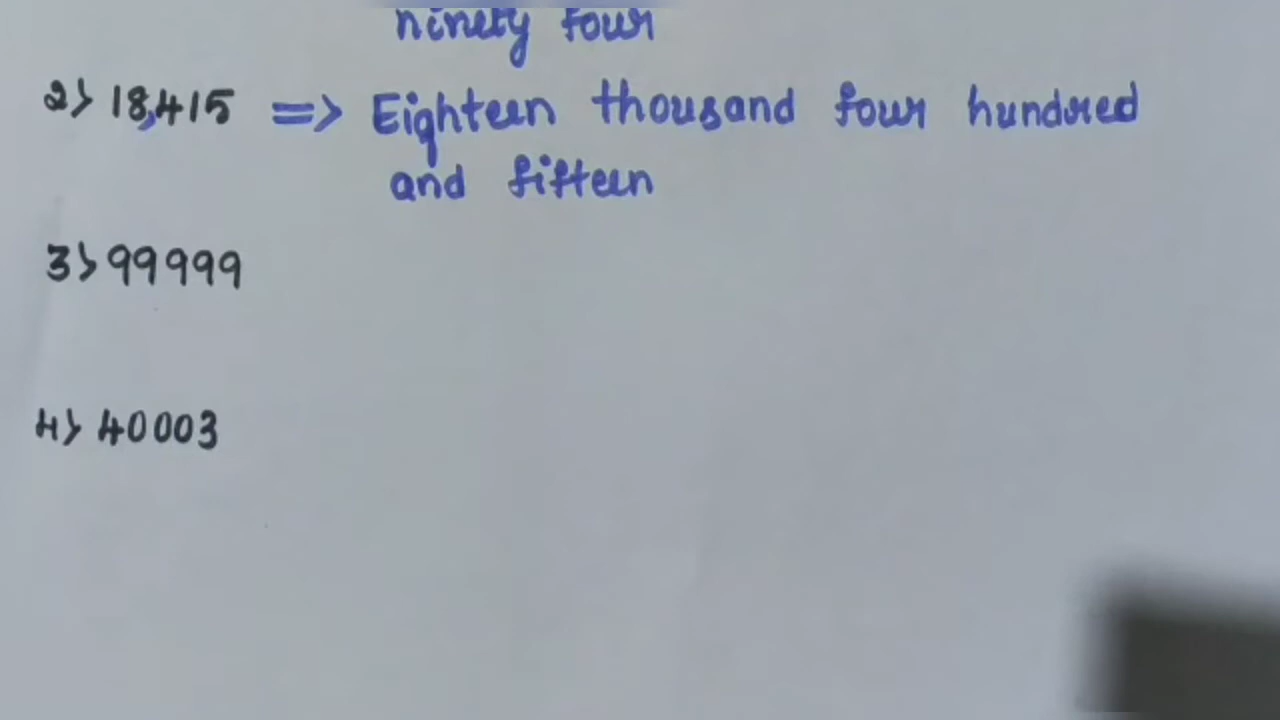 ninety four
2> 18,415 => Eighteen thousand four hundred
and fifteen
3> 99999
4> 40003